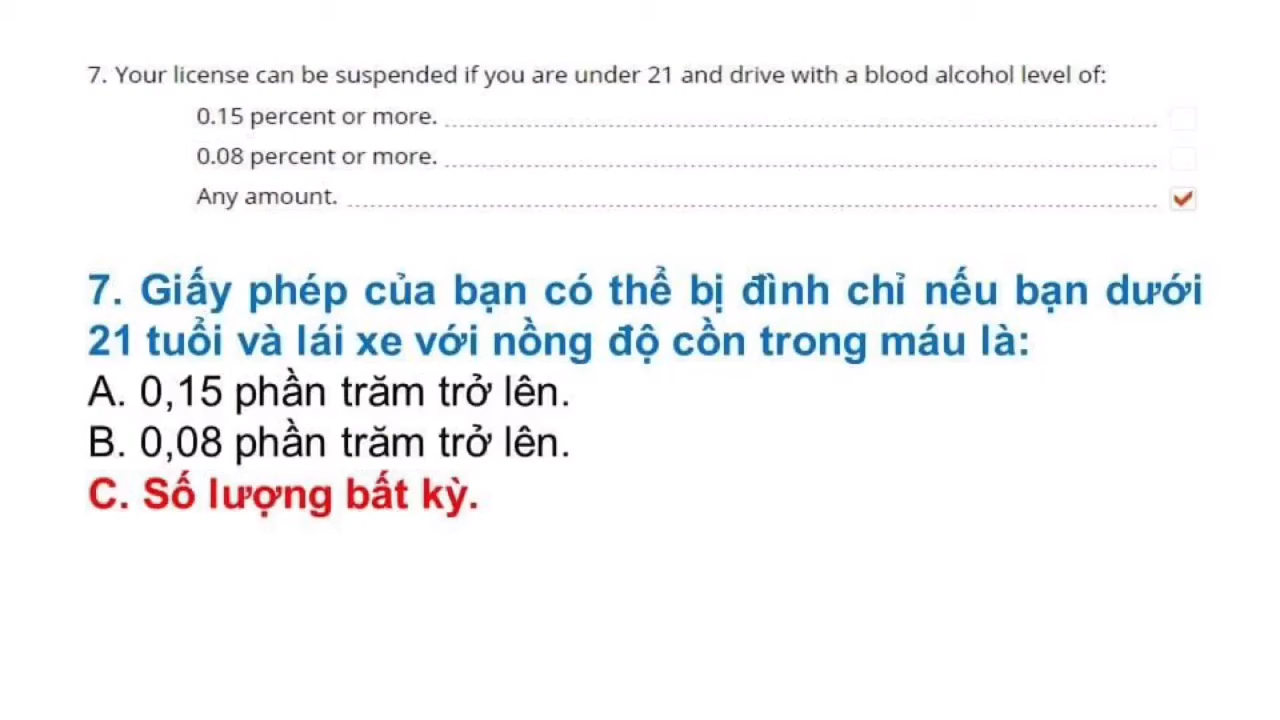 7. Your license can be suspended if you are under 21 and drive with a blood alcohol level of:
0.15 percent or more.
0.08 percent or more.
Any amount.
7. Giấy phép của bạn có thể bị đình chỉ nếu bạn dưới
21 tuổi và lái xe với nồng độ cồn trong máu là:
A. 0,15 phần trăm trở lên.
B. 0,08 phần trăm trở lên.
C. Số lượng bất kỳ.